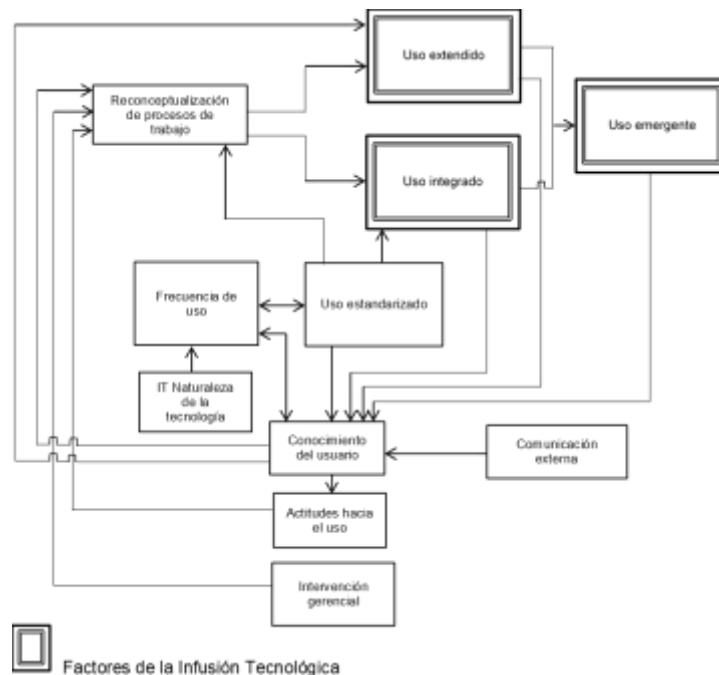 Uso extendido
Reconceptualización
de procesos de
trabajo
Uso emergente
Uso integrado
Frecuencia de
uso
Uso estandarizado
IT Naturaleza
de la
tecnología
Conocimiento
del usuario
Comunicación
externa
Actitudes hacia
el uso
Intervención
gerencial
Factores de la Infusión Tecnológica